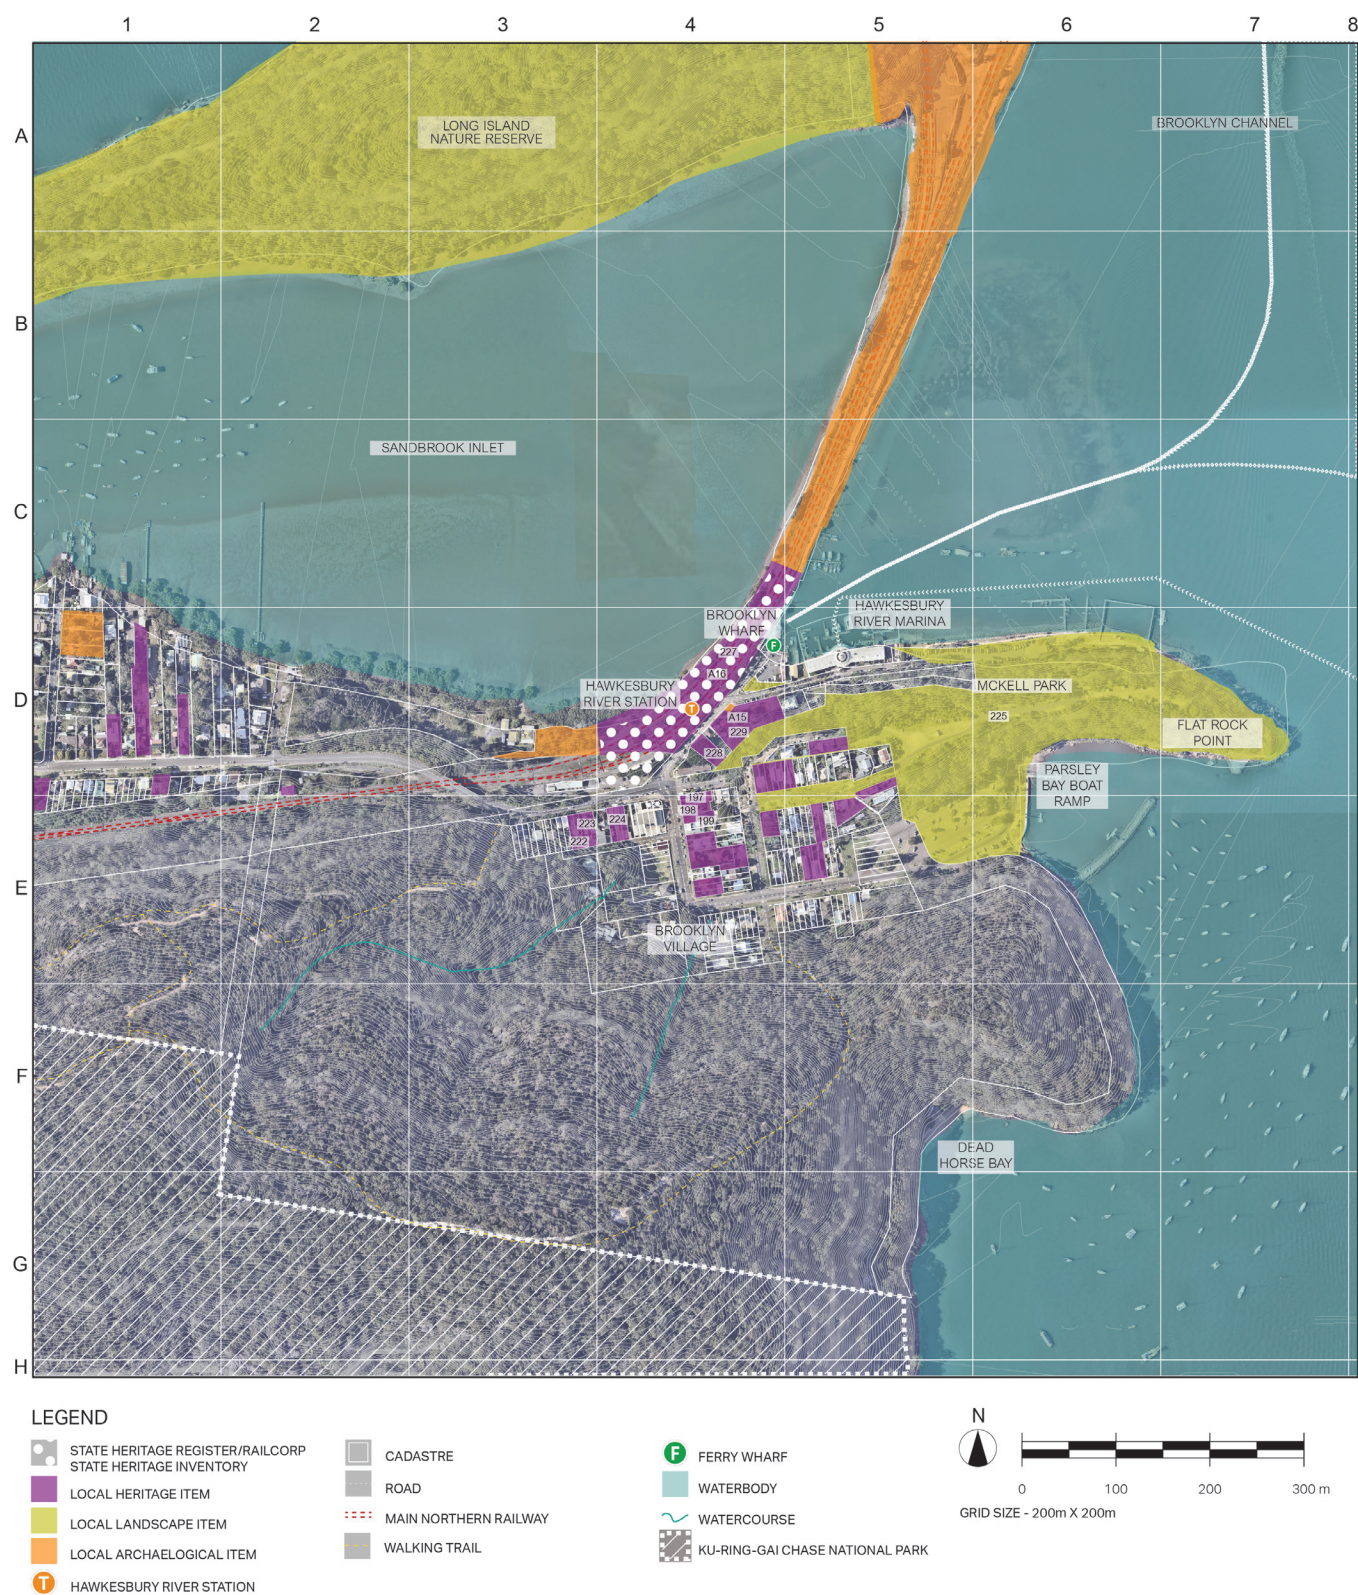 1 2 3 4 5 6 7 8
A
B
C
D
E
F
G
H
LONG ISLAND
NATURE RESERVE
BROOKLYN CHANNEL
SANDBROOK INLET
BROOKLYN
WHARF
F
HAWKESBURY
RIVER MARINA
227
A16
HAWKESBURY
RIVER STATION
T
A15
229
228
MCKELL PARK
225
FLAT ROCK
POINT
PARSLEY
BAY BOAT
RAMP
197
198
199
223
222
224
BROOKLYN
VILLAGE
DEAD
HORSE BAY
LEGEND
STATE HERITAGE REGISTER/RAILCORP
STATE HERITAGE INVENTORY
LOCAL HERITAGE ITEM
LOCAL LANDSCAPE ITEM
LOCAL ARCHAELOGICAL ITEM
T HAWKESBURY RIVER STATION
CADASTRE
ROAD
MAIN NORTHERN RAILWAY
WALKING TRAIL
F FERRY WHARF
WATERBODY
WATERCOURSE
KU-RING-GAI CHASE NATIONAL PARK
N
0 100 200 300 m
GRID SIZE - 200m X 200m